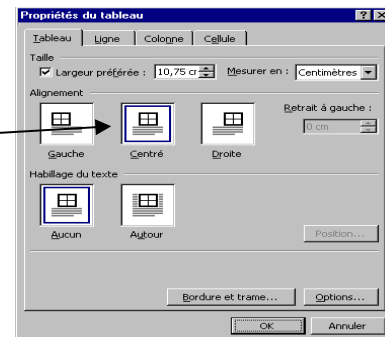 Propriétés du tableau
Tableau Ligne Colonne Cellule
Taille
Largeur préférée : 10,75 cr Mesurer en : Centimètres
Alignement
Retrait à gauche :
0 cm
Gauche Centré Droite
Habillage du texte
Aucun Autour
Position...
Bordure et trame... Options...
OK Annuler